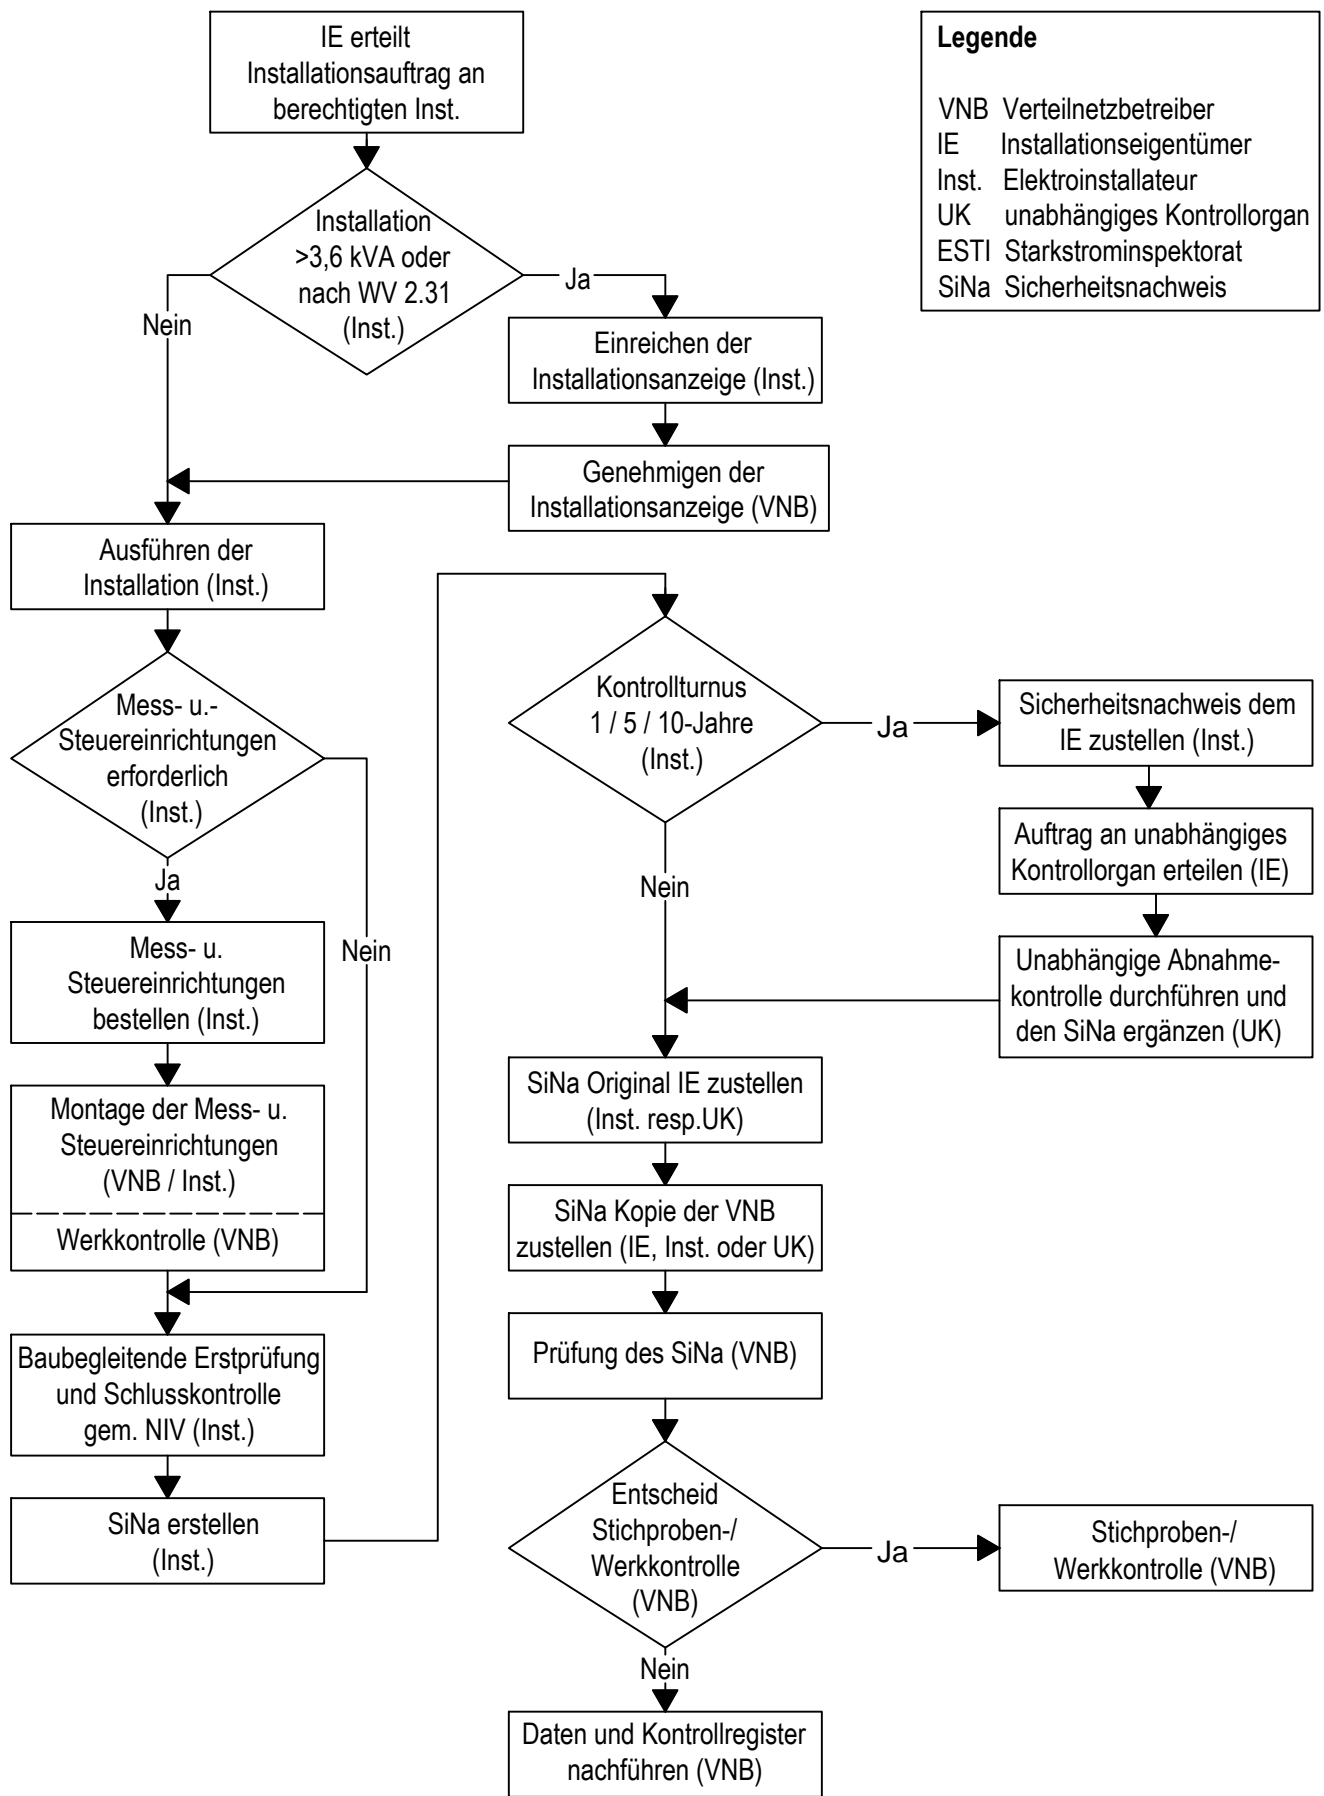 IE erteilt
Installationsauftrag an
berechtigten Inst.
Legende
VNB Verteilnetzbetreiber
IE Installationseigentümer
Inst. Elektroinstallateur
UK unabhängiges Kontrollorgan
ESTI Starkstrominspektorat
SiNa Sicherheitsnachweis
Installation
>3,6 kVA oder
nach WV 2.31
(Inst.)
Ja
Nein
Einreichen der
Installationsanzeige (Inst.)
Genehmigen der
Installationsanzeige (VNB)
Ausführen der
Installation (Inst.)
Mess- u.-
Steuereinrichtungen
erforderlich
(Inst.)
Ja
Nein
Mess- u.
Steuereinrichtungen
bestellen (Inst.)
Montage der Mess- u.
Steuereinrichtungen
(VNB / Inst.)
Werkkontrolle (VNB)
Baubegleitende Erstprüfung
und Schlusskontrolle
gem. NIV (Inst.)
SiNa erstellen
(Inst.)
Kontrollturnus
1 / 5 / 10-Jahre
(Inst.)
Ja
Nein
Sicherheitsnachweis dem
IE zustellen (Inst.)
Auftrag an unabhängiges
Kontrollorgan erteilen (IE)
Unabhängige Abnahme-
kontrolle durchführen und
den SiNa ergänzen (UK)
SiNa Original IE zustellen
(Inst. resp.UK)
SiNa Kopie der VNB
zustellen (IE, Inst. oder UK)
Prüfung des SiNa (VNB)
Entscheid
Stichproben-/
Werkkontrolle
(VNB)
Ja
Stichproben-/
Werkkontrolle (VNB)
Nein
Daten und Kontrollregister
nachführen (VNB)